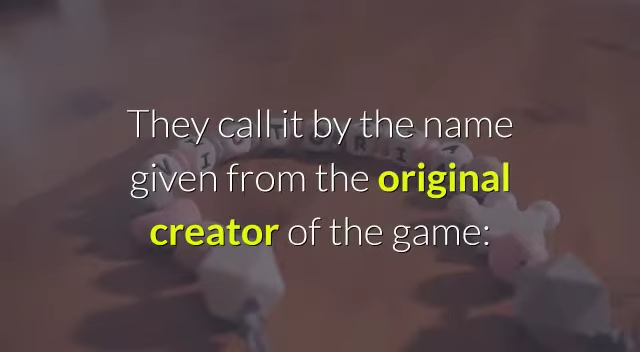 They call it by the name
given from the original
creator of the game: